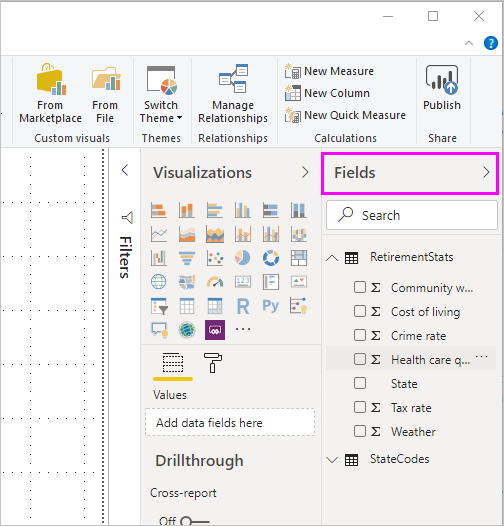 From
Marketplace
From
File
Switch
Theme
Manage
Relationships
New Measure
New Column
New Quick Measure
Publish
Custom visuals
Themes
Relationships
Calculations
Share
Filters
Visualizations
R
Py
Values
Add data fields here
Drillthrough
Cross-report
Off
Fields
Search
RetirementStats
Community w...
Cost of living
Crime rate
Health care q...
State
Tax rate
Weather
StateCodes